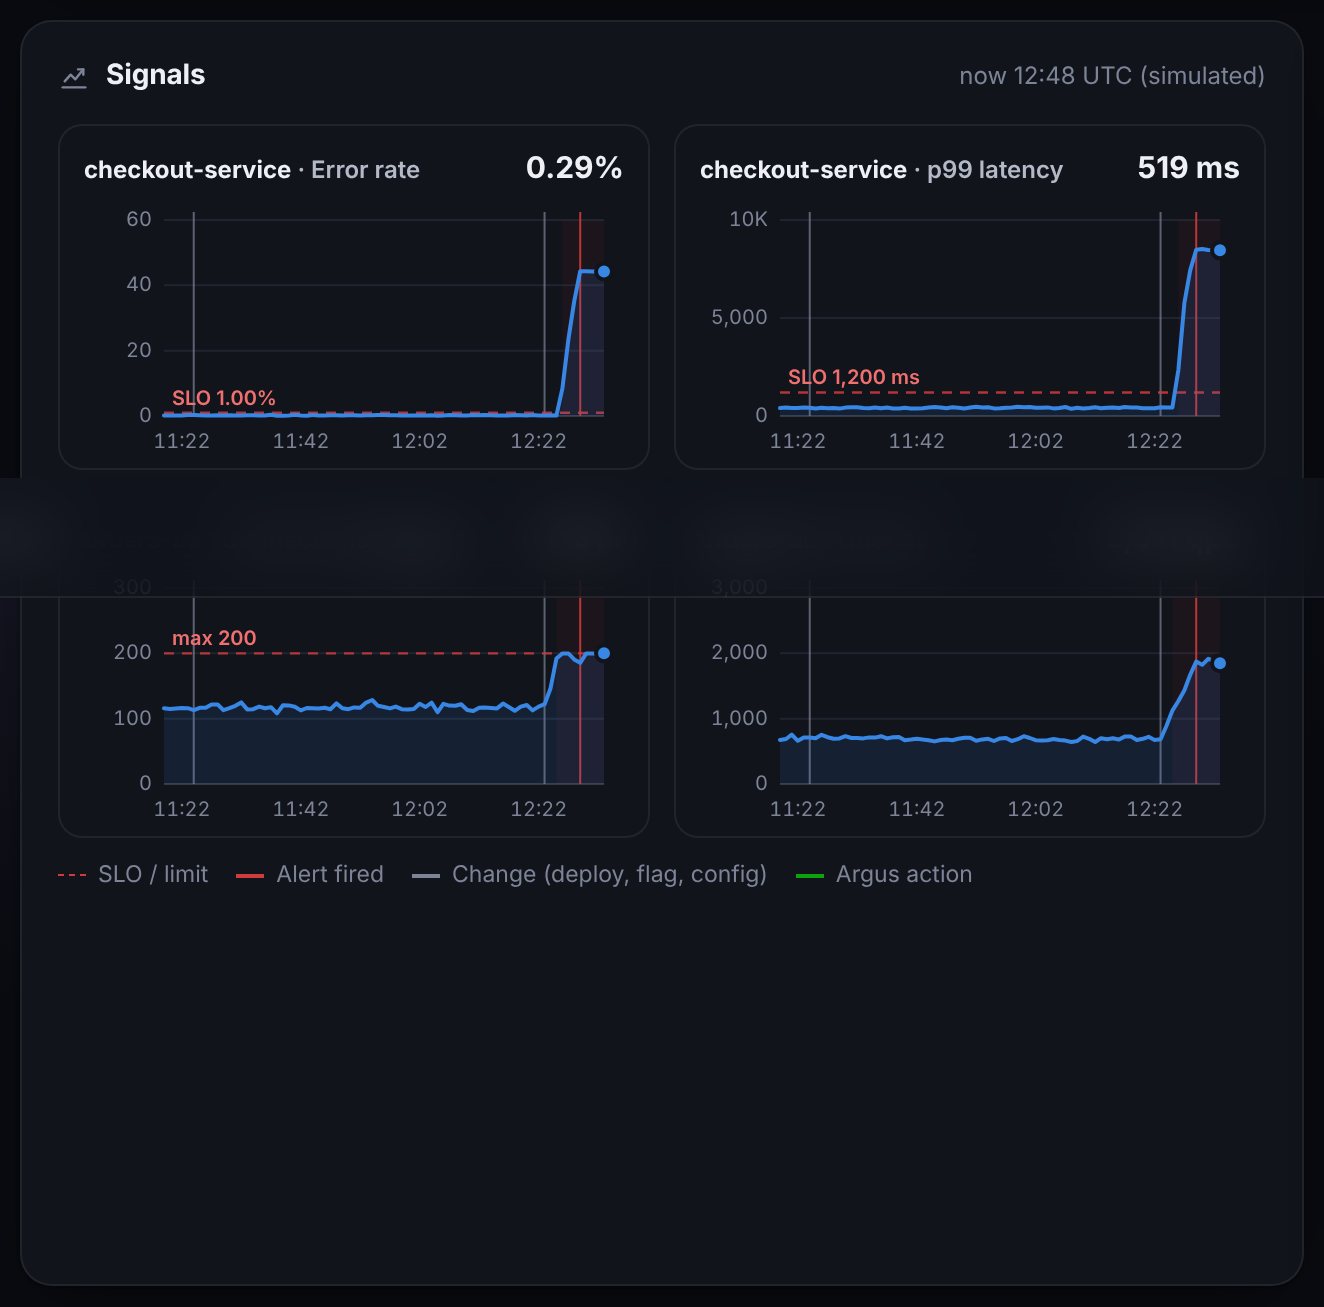 Signals
now 12:48 UTC (simulated)
checkout-service · Error rate
0.29%
60
40
20
0
SLO 1.00%
11:22 11:42 12:02 12:22
checkout-service · p99 latency
519 ms
10K
5,000
0
SLO 1,200 ms
11:22 11:42 12:02 12:22
300
200
100
0
max 200
11:22 11:42 12:02 12:22
3,000
2,000
1,000
0
11:22 11:42 12:02 12:22
SLO / limit
Alert fired
Change (deploy, flag, config)
Argus action